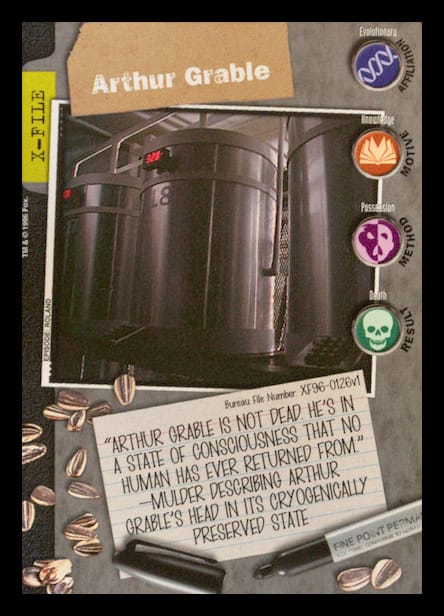 Arthur Grable
X-FILE
TM & © 1996 Fox.
EPISODE: ROLAND
Evolutionary
AFFILIATION
Knowledge
MOTIVE
Possession
METHOD
Death
RESULT
Bureau File Number: XF96-0126v1
"ARTHUR GRABLE IS NOT DEAD. HE'S IN
A STATE OF CONSCIOUSNESS THAT NO
HUMAN HAS EVER RETURNED FROM."
—MULDER DESCRIBING ARTHUR
GRABLE'S HEAD IN ITS CRYOGENICALLY
PRESERVED STATE
FINE POINT PERMA